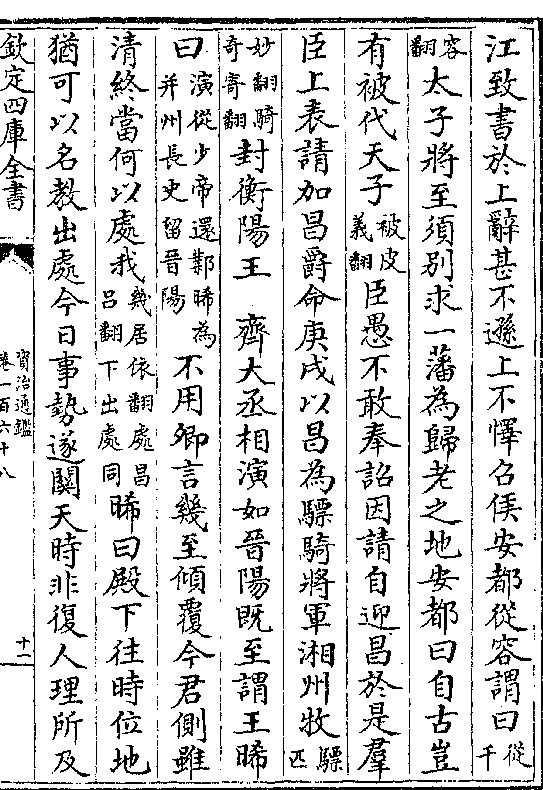 江致書於上辭甚不遜上不懌召侯安都從容謂曰從千
容翻太子將至須別求一藩為歸老之地安都曰自古豈
有被代天子被皮義翻臣愚不敢奉詔因請自迎昌於是羣
臣上表請加昌爵命庚戌以昌為驃騎將軍湘州牧驃匹
妙翻騎奇寄翻封衡陽王　齊大丞相演如晉陽既至謂王晞
曰演從少帝還鄴晞為并州長史留晉陽不用卿言幾至傾覆今君側雖
清終當何以處我幾居依翻處昌呂翻下出處同晞曰殿下往時位地
猶可以名教出處今日事勢遂關天時非復人理所及
欽定四庫全書
資治通鑑
卷一百六十八
十二